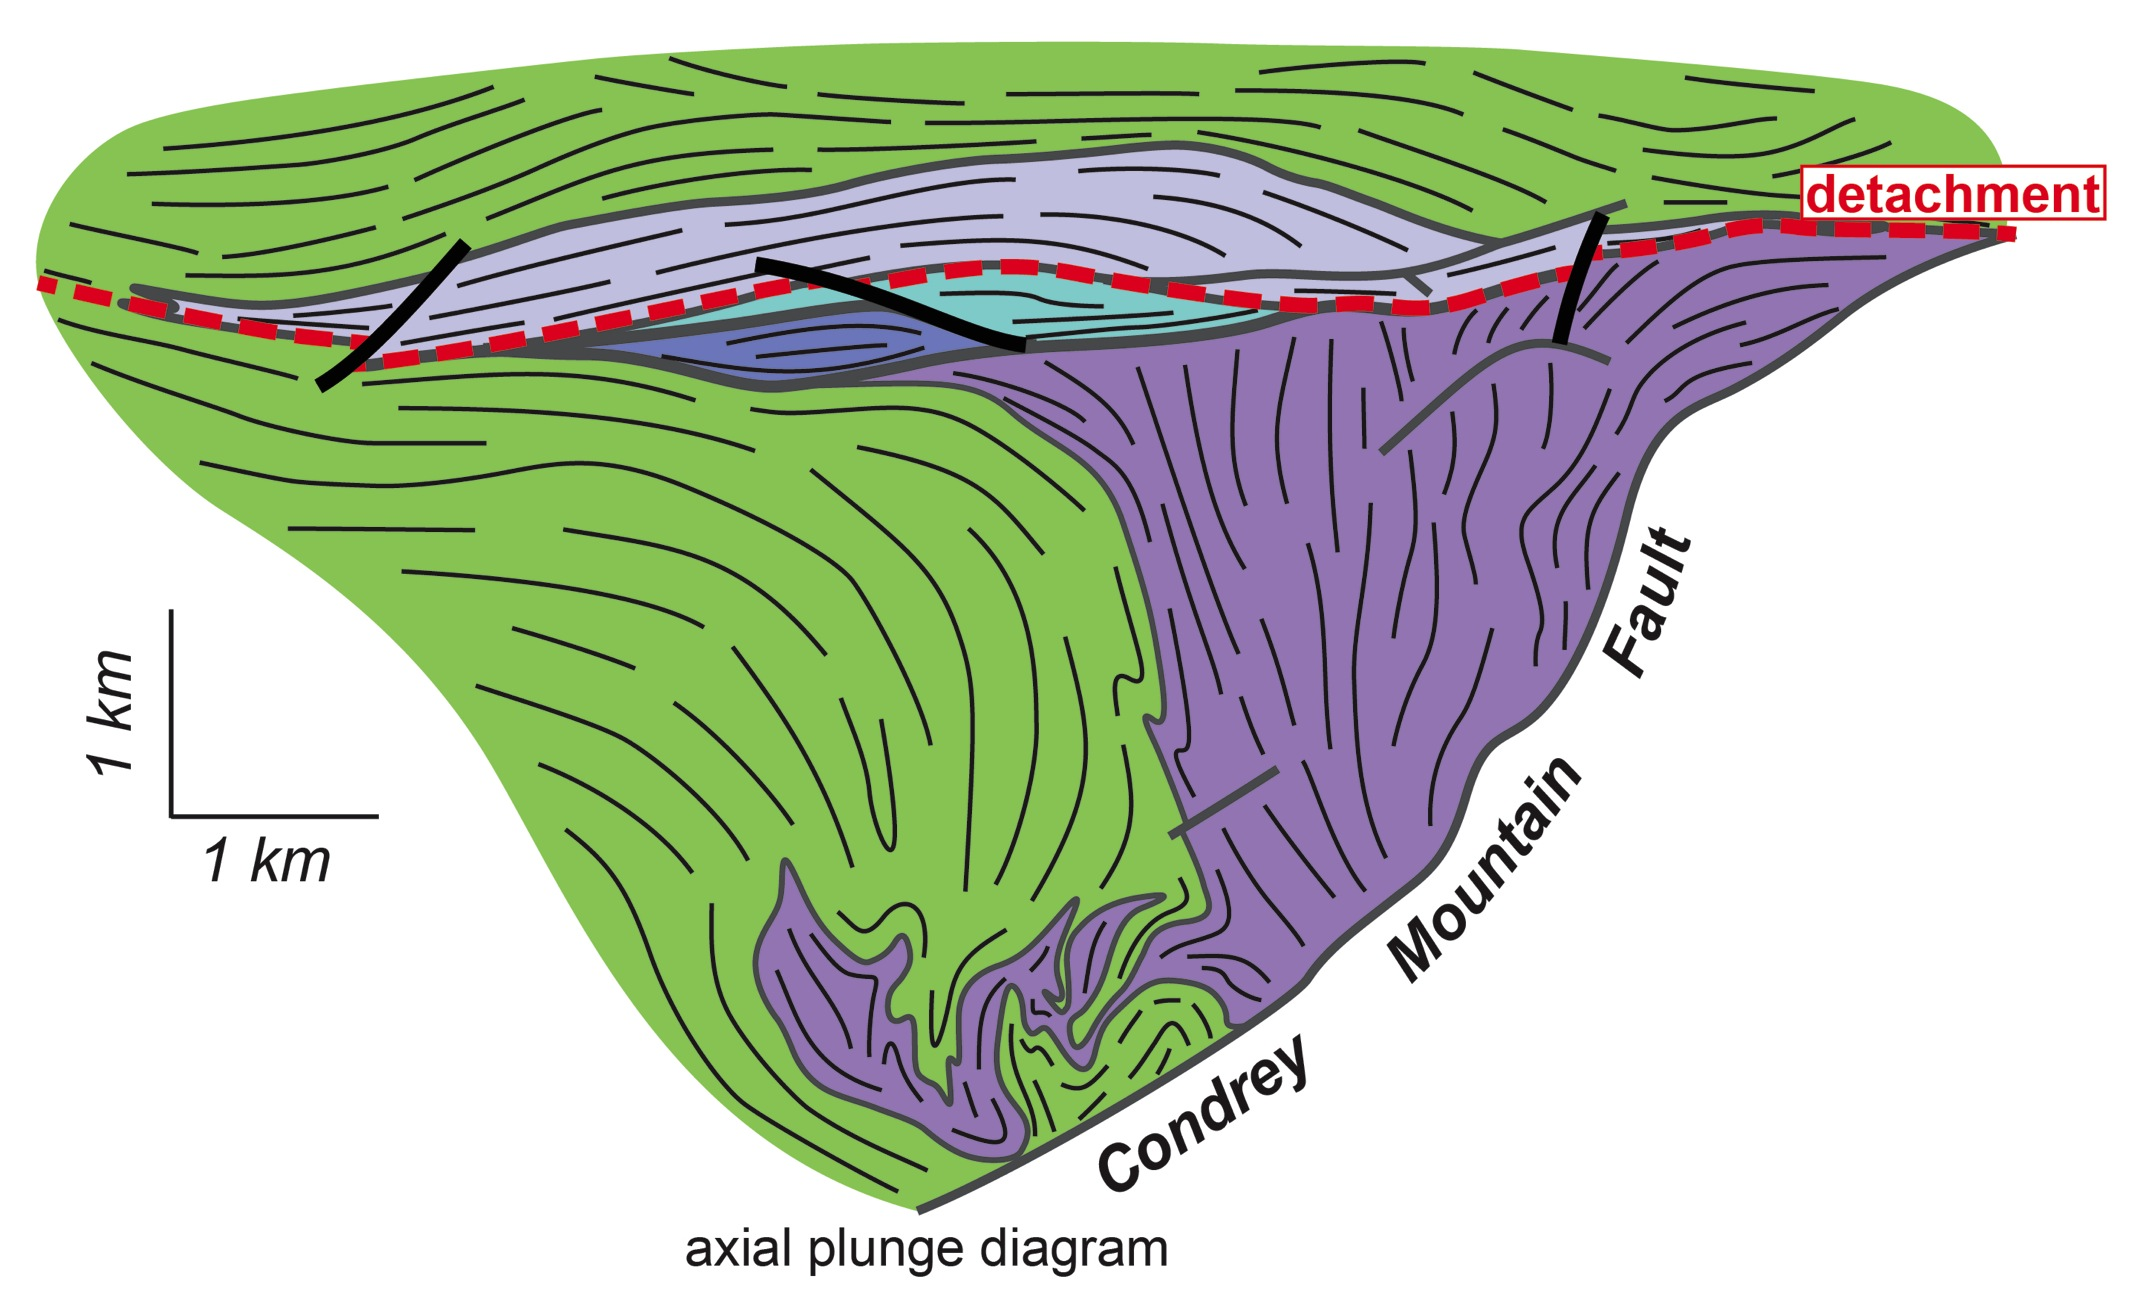 detachment
1 km
1 km
Condrey Mountain Fault
axial plunge diagram